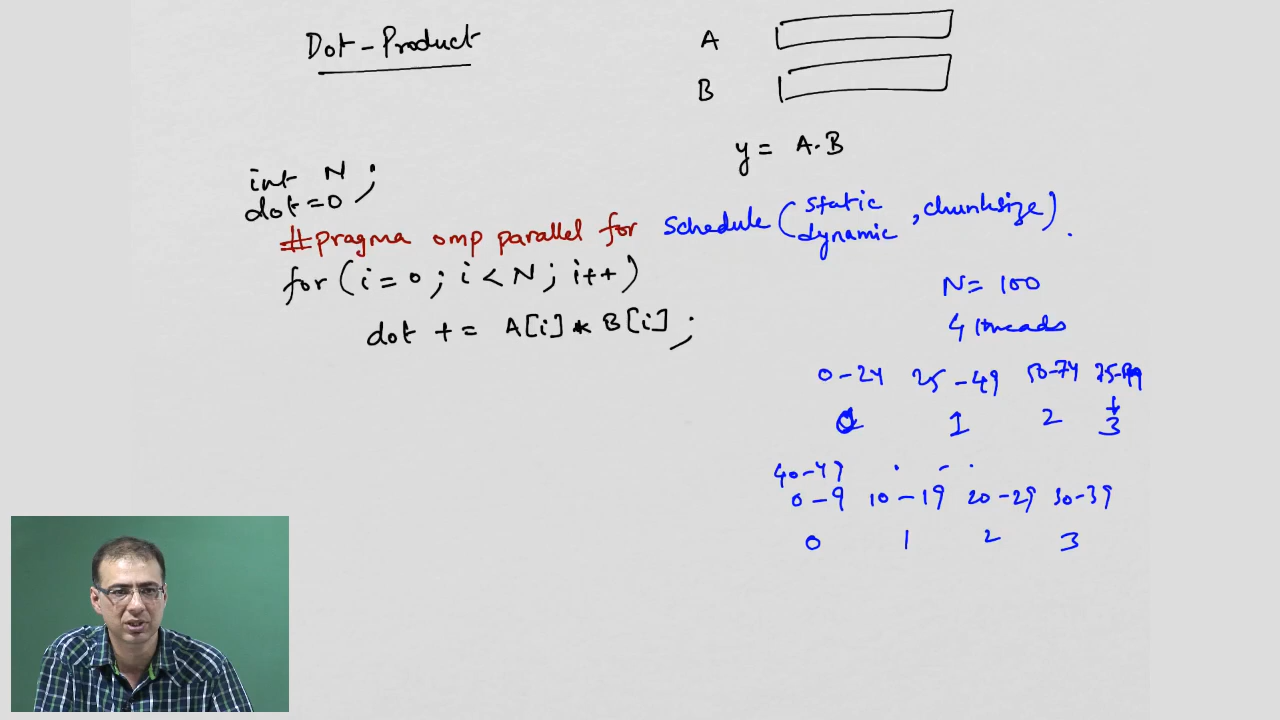 Dot-Product
A
B
y = A.B
int N ;
dot=0
#pragma omp parallel for schedule(static
dynamic , chunksize).
for (i=0; i<N; i++)
dot += A[i] * B[i] ;
N = 100
4 threads
0-24 25-49 50-74 75-99
0 1 2 3
40-49 . - .
0-9 10-19 20-29 30-39
0 1 2 3